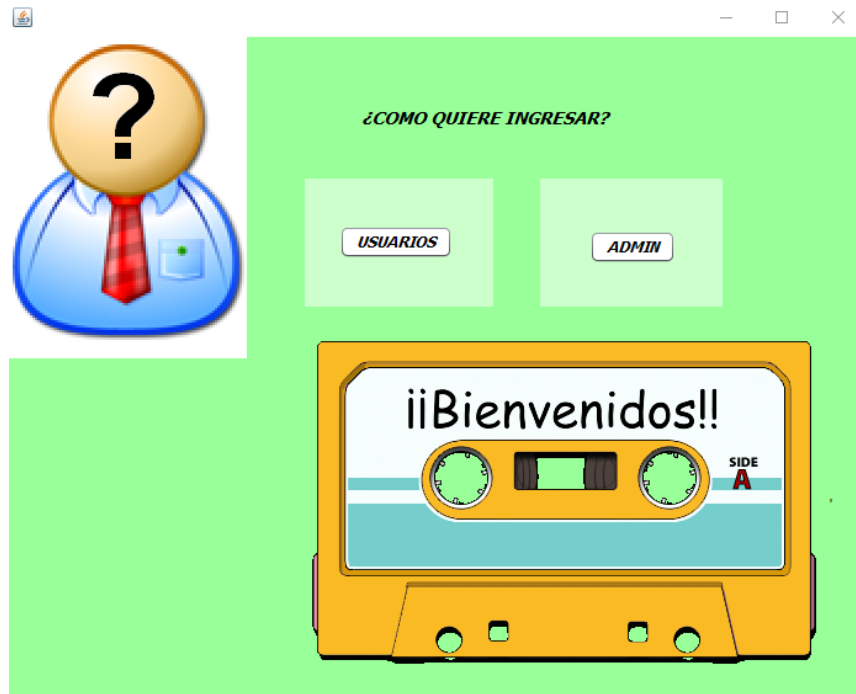 ?
¿COMO QUIERE INGRESAR?
USUARIOS
ADMIN
¡¡Bienvenidos!!
SIDE
A